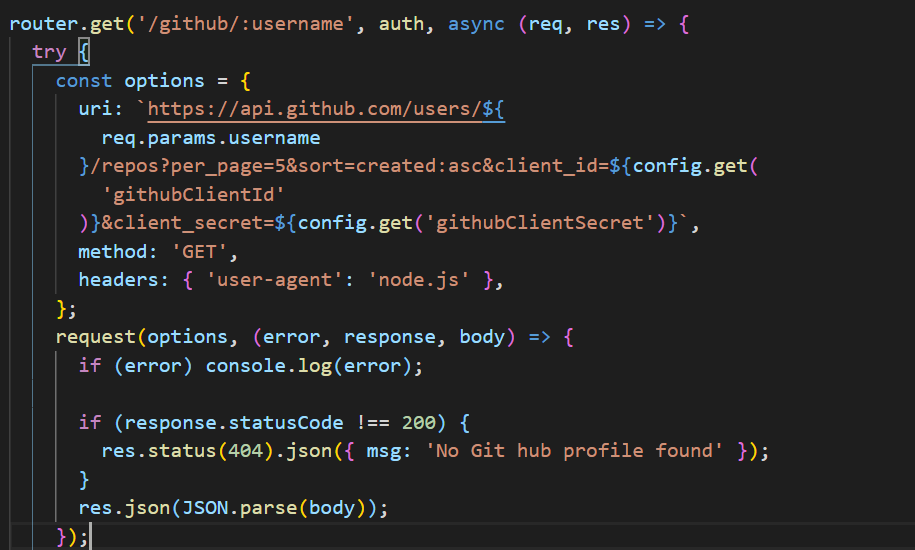 router.get('/github/:username', auth, async (req, res) => {
  try {
    const options = {
      uri: `https://api.github.com/users/${
        req.params.username
      }/repos?per_page=5&sort=created:asc&client_id=${config.get(
        'githubClientId'
      )}&client_secret=${config.get('githubClientSecret')}`,
      method: 'GET',
      headers: { 'user-agent': 'node.js' },
    };
    request(options, (error, response, body) => {
      if (error) console.log(error);

      if (response.statusCode !== 200) {
        res.status(404).json({ msg: 'No Git hub profile found' });
      }
      res.json(JSON.parse(body));
    });